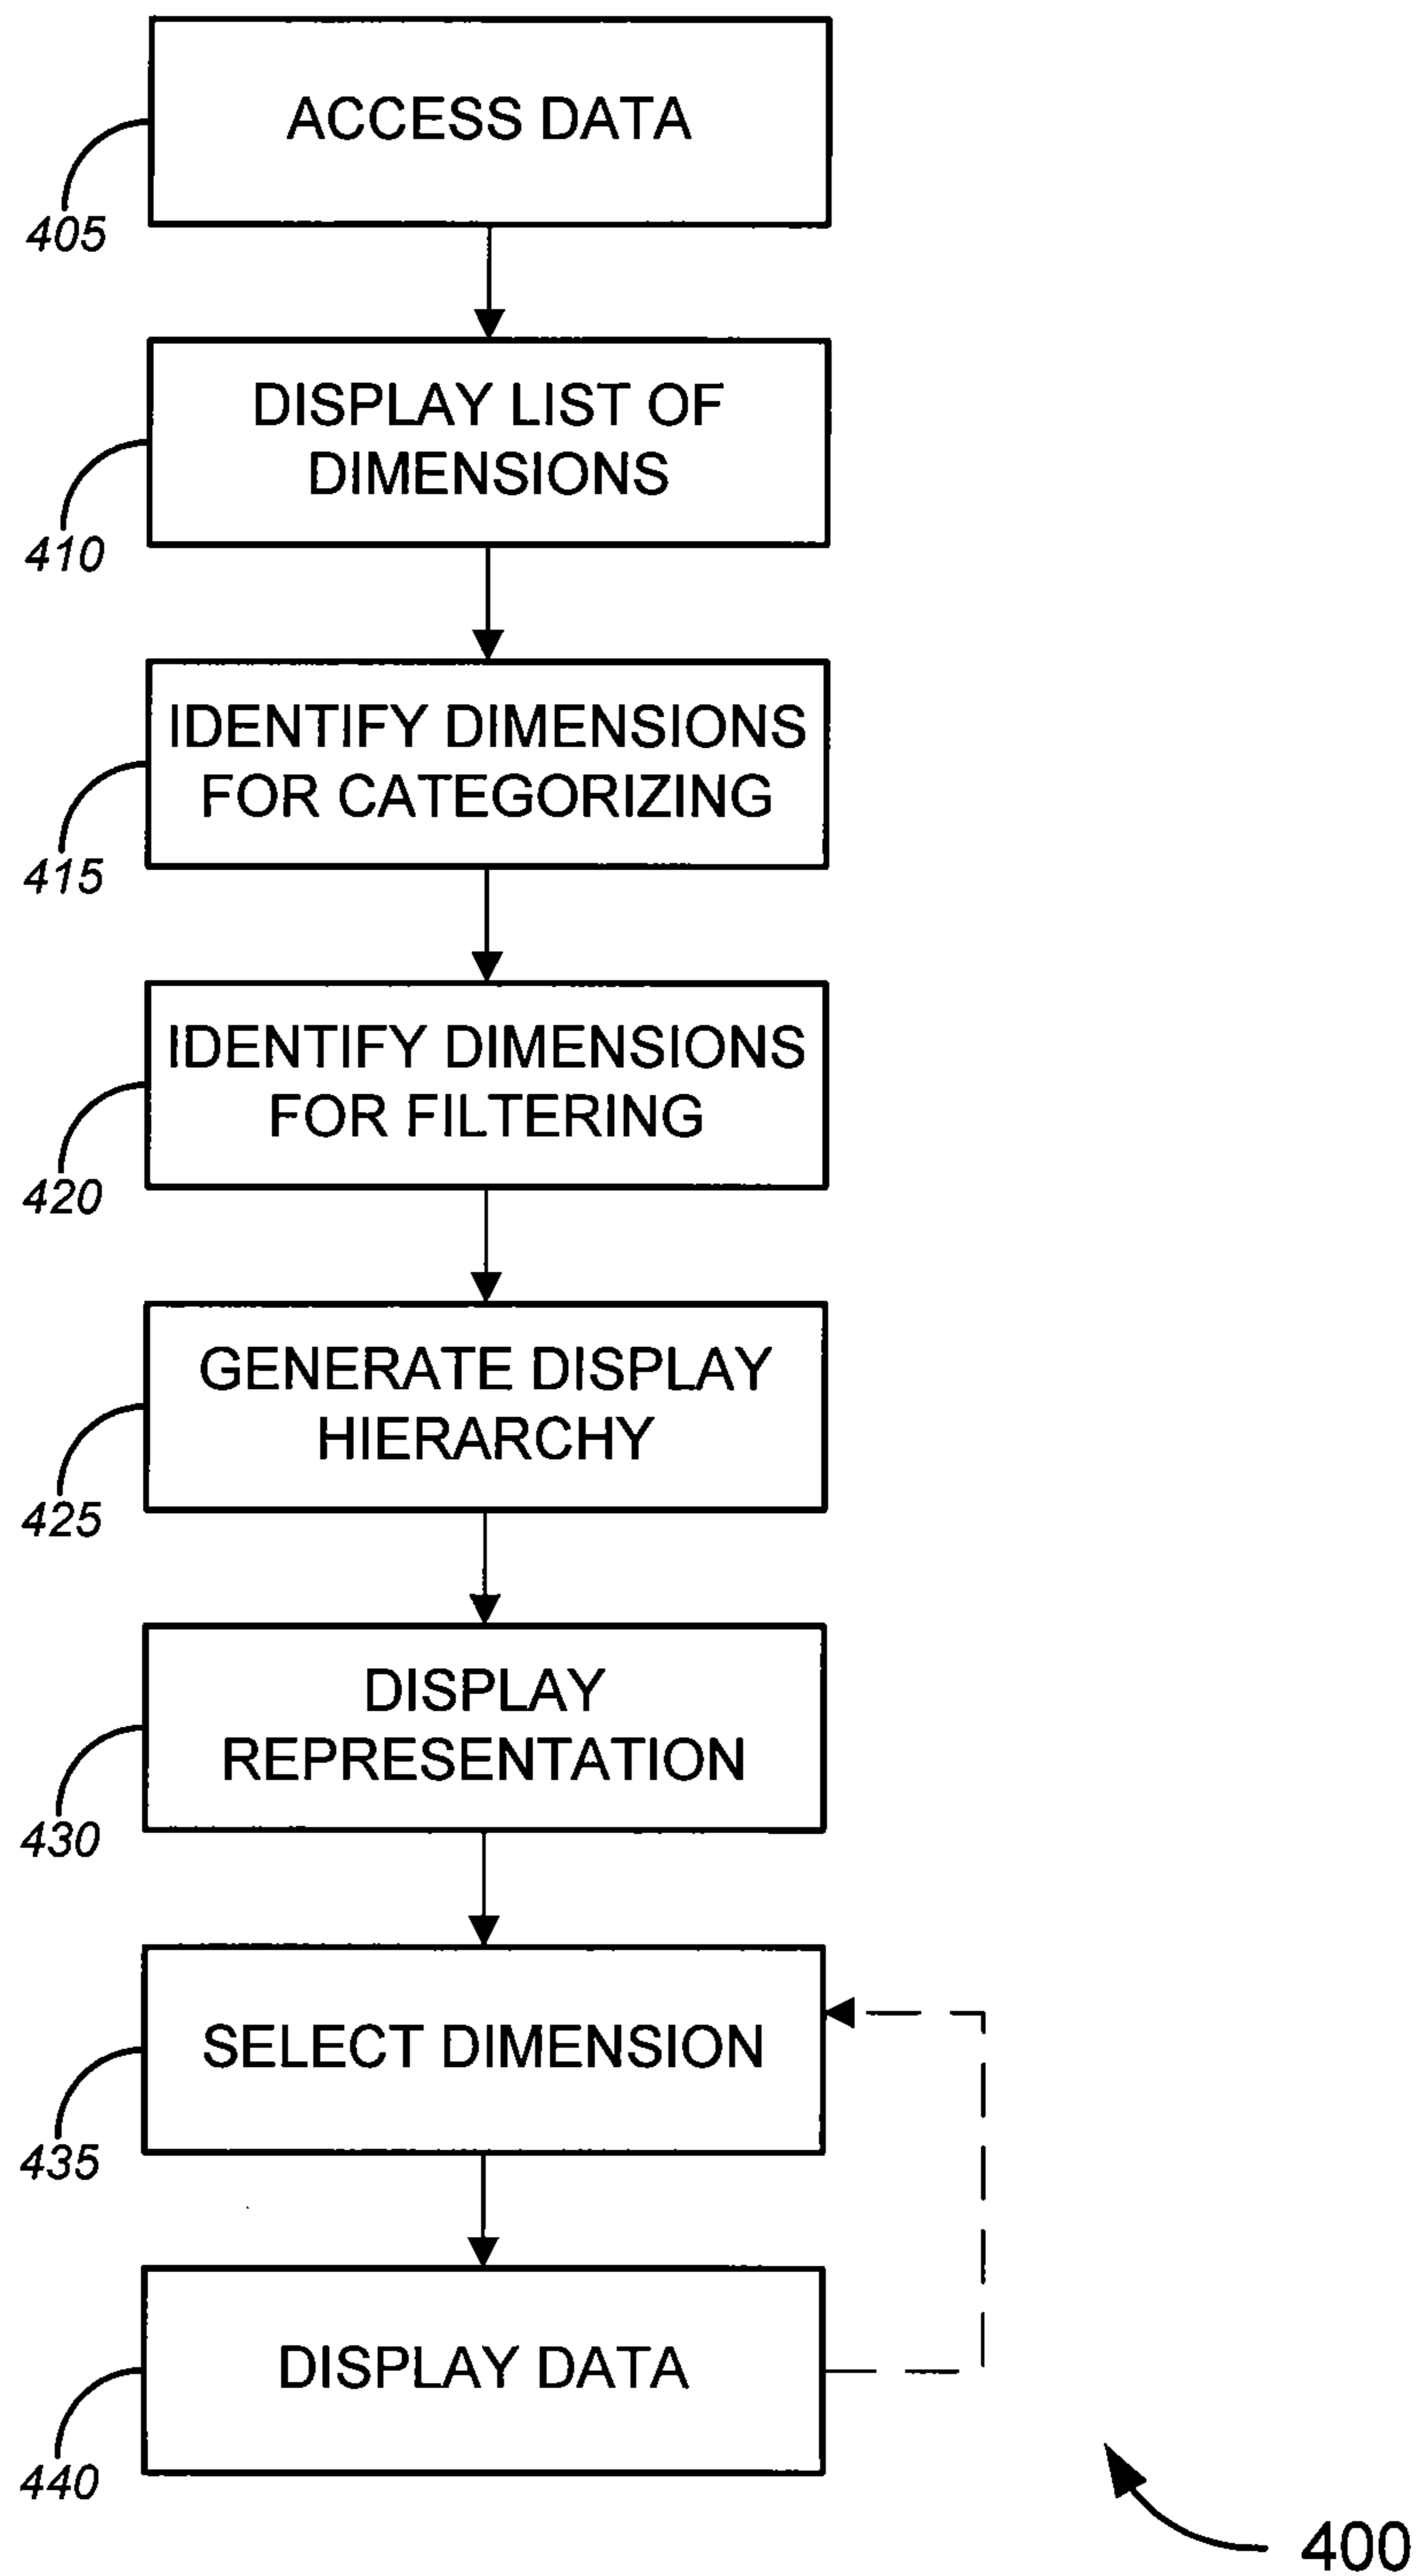 ACCESS DATA
405
DISPLAY LIST OF
DIMENSIONS
410
IDENTIFY DIMENSIONS
FOR CATEGORIZING
415
IDENTIFY DIMENSIONS
FOR FILTERING
420
GENERATE DISPLAY
HIERARCHY
425
DISPLAY
REPRESENTATION
430
SELECT DIMENSION
435
DISPLAY DATA
440
400